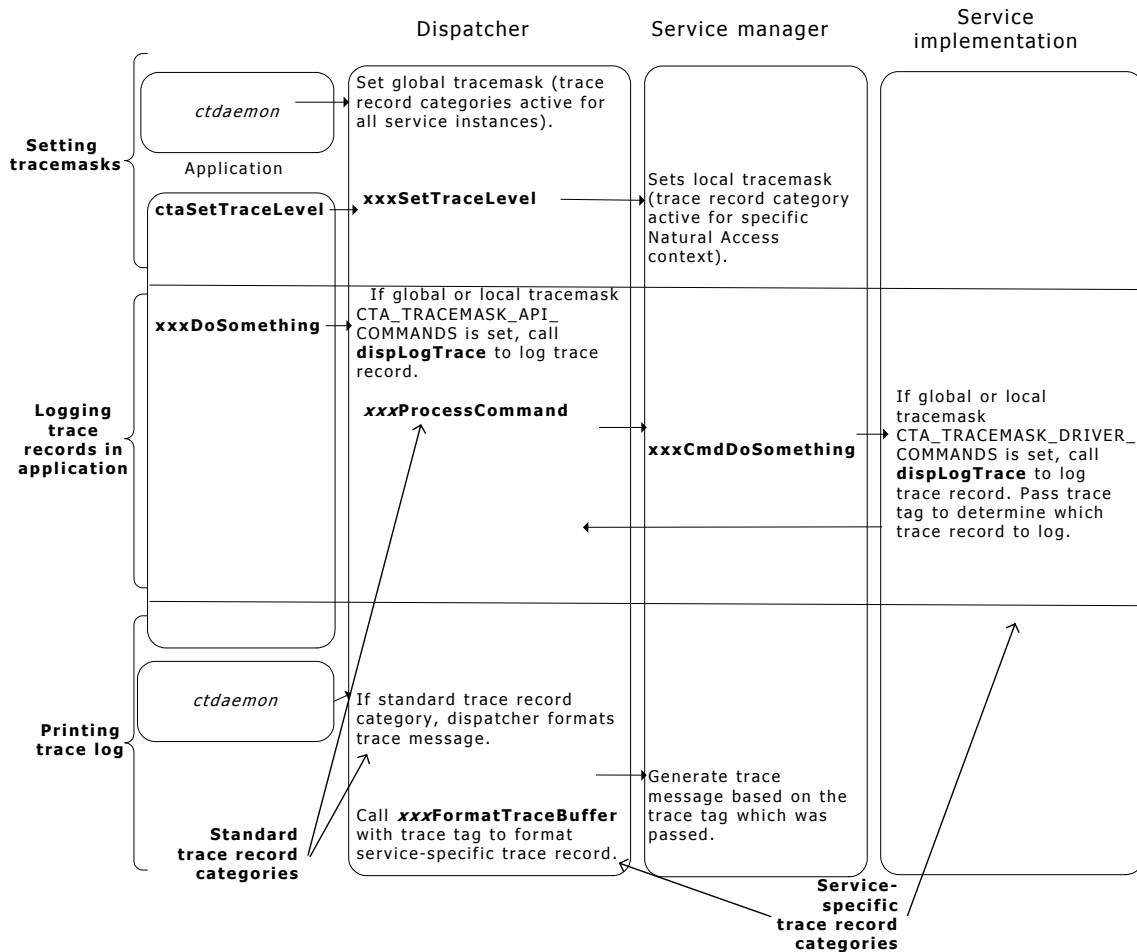 Dispatcher
Service manager
Service
implementation
Setting
tracemasks
ctdaemon
Set global tracemask (trace
record categories active for
all service instances).
Application
ctaSetTraceLevel
xxxSetTraceLevel
Sets local tracemask
(trace record category
active for specific
Natural Access
context).
Logging
trace
records in
application
xxxDoSomething
If global or local tracemask
CTA_TRACEMASK_API_
COMMANDS is set, call
dispLogTrace to log trace
record.
xxxProcessCommand
xxxCmdDoSomething
If global or local
tracemask
CTA_TRACEMASK_DRIVER_
COMMANDS is set, call
dispLogTrace to log
trace record. Pass trace
tag to determine which
trace record to log.
Printing
trace log
ctdaemon
If standard trace record
category, dispatcher formats
trace message.
Call xxxFormatTraceBuffer
with trace tag to format
service-specific trace record.
Generate trace
message based on the
trace tag which was
passed.
Standard
trace record
categories
Service-
specific
trace record
categories